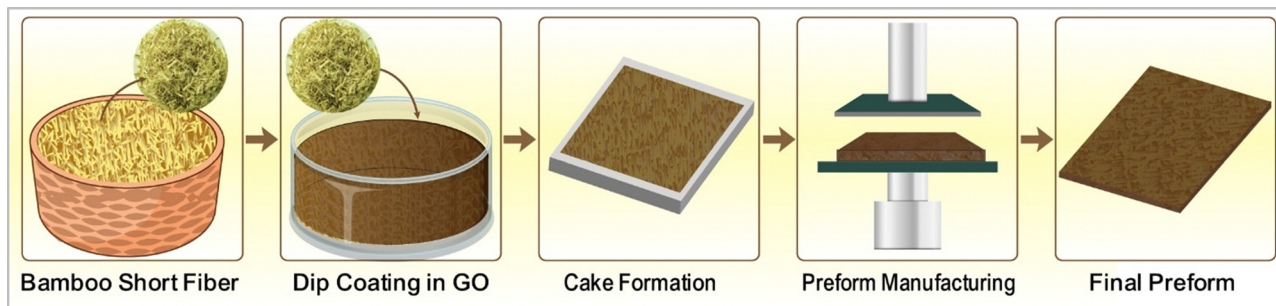 Bamboo Short Fiber
Dip Coating in GO
Cake Formation
Preform Manufacturing
Final Preform